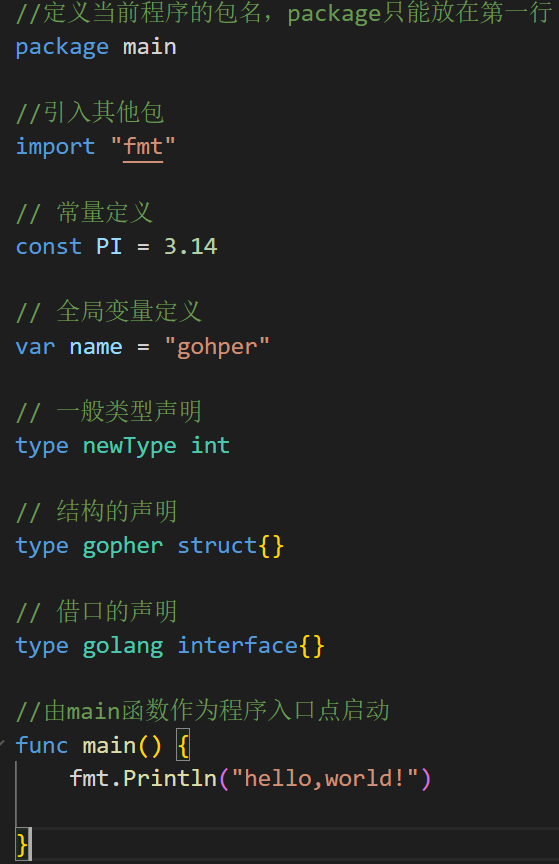 //定义当前程序的包名，package只能放在第一行
package main
//引入其他包
import "fmt"
// 常量定义
const PI = 3.14
// 全局变量定义
var name = "gohper"
// 一般类型声明
type newType int
// 结构的声明
type gopher struct{}
// 借口的声明
type golang interface{}
//由main函数作为程序入口点启动
func main() {
    fmt.Println("hello,world!")
}